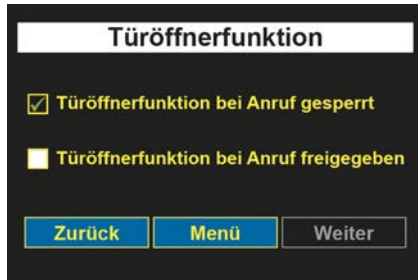 Türöffnerfunktion
Türöffnerfunktion bei Anruf gesperrt
Türöffnerfunktion bei Anruf freigegeben
Zurück Menü Weiter